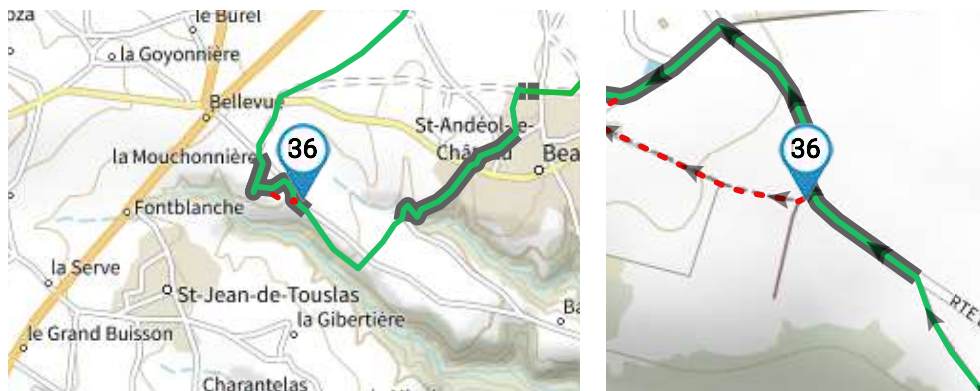 oza
le Burel
la Goyonnière
Bellevue
St-Andéol-le-
Château
Bea
la Mouchonnière
36
Fontblanche
la Serve
St-Jean-de-Touslas
la Gibertière
Ba
le Grand Buisson
Charantelas
36
RTE